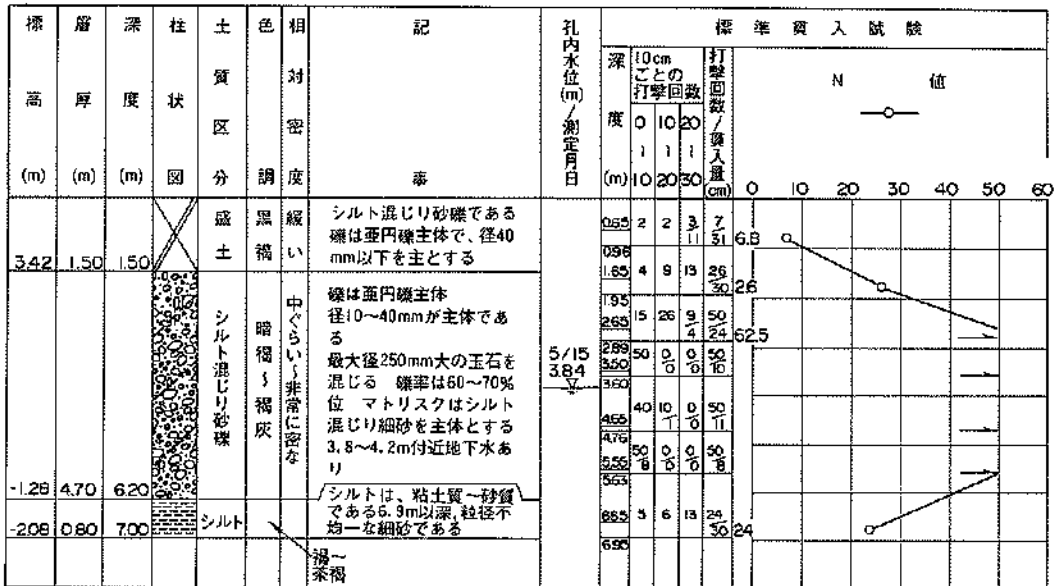 標高(m) 層厚(m) 深度(m) 柱状図 土質区分 色調 相対密度 記事 孔内水位(m)/測定月日 標準貫入試験
深度(m) 10cmごとの打撃回数 打撃回数/貫入量(cm) N値
0~10 10~20 20~30
0 10 20 30 40 50 60
盛土 黒褐 緩い
シルト混じり砂礫である
礫は亜円礫主体で、径40
mm以下を主とする
3.42 1.50 1.50
シルト混じり砂礫 暗褐~褐灰 中ぐらい~非常に密な
礫は亜円礫主体
径10~40mmが主体であ
る
最大径250mm大の玉石を
混じる 礫率は60~70%
位 マトリスクはシルト
混じり細砂を主体とする
3.8~4.2m付近地下水あ
り
-1.28 4.70 6.20
シルト
シルトは、粘土質~砂質
である6.9m以深,粒径不
均一な細砂である
-2.08 0.80 7.00
褐~
茶褐
5/15
3.84
0.65 2 2 3/11 7/31 6.8
0.96
1.65 4 9 13 26/30 26
1.95
2.65 15 26 9/4 50/24 62.5
2.89
3.50 50 0/0 0/0 50/10
3.60
4.65 40 10/1 0/0 50/11
4.76
5.55 50/8 0/0 0/0 50/8
5.63
6.65 5 6 13 24/30 24
6.95